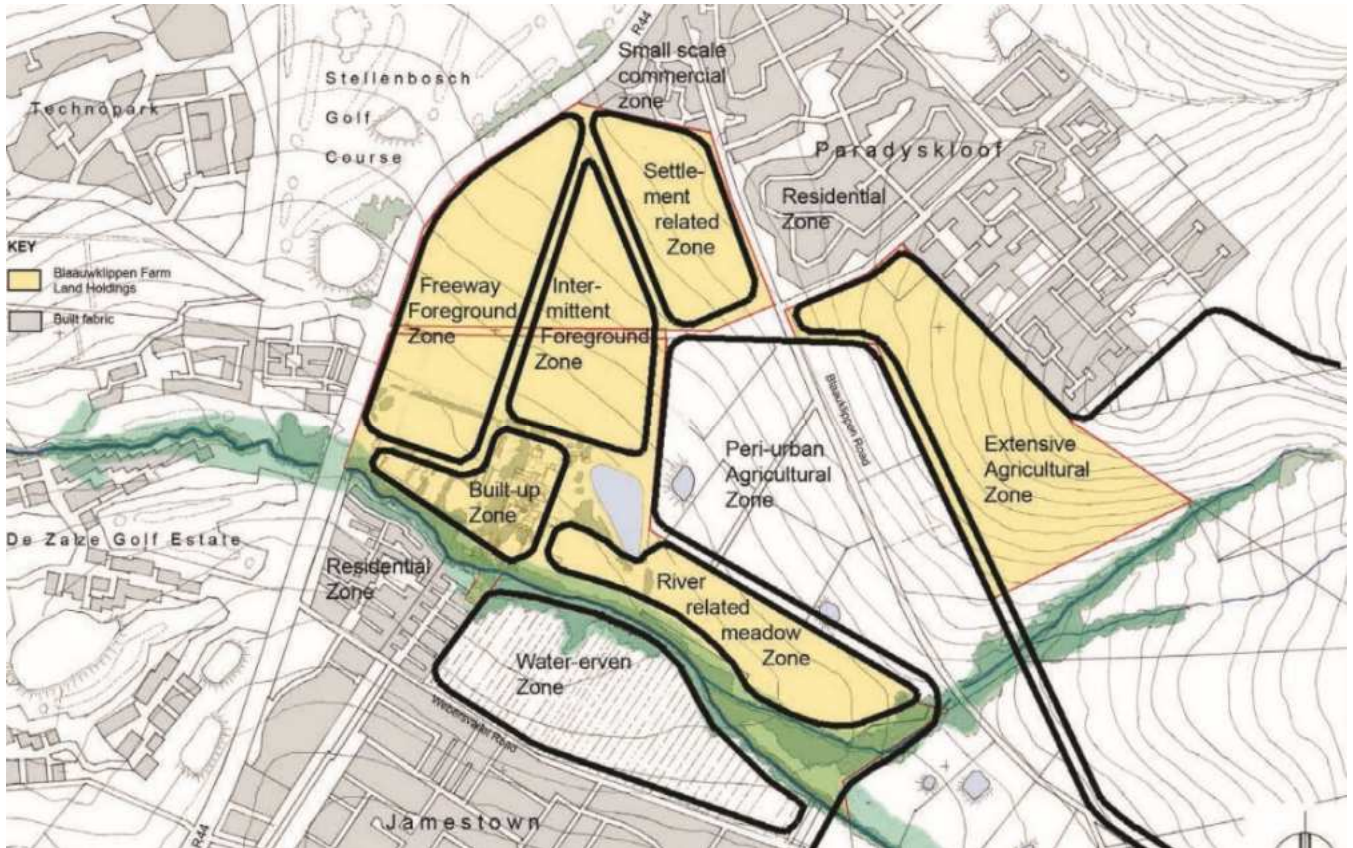 R44
Small scale
commercial
zone
Stellenbosch
Golf
Course
Technopark
Paradyskloof
Settle-
ment
related
Zone
Residential
Zone
KEY
Blaauwklippen Farm
Land Holdings
Built fabric
Freeway
Foreground
Zone
Inter-
mittent
Foreground
Zone
Blaauwklippen Road
Peri-urban
Agricultural
Zone
Extensive
Agricultural
Zone
Built-up
Zone
De Zalze Golf Estate
Residential
Zone
River
related
meadow
Zone
Water-erven
Zone
Webersvallei Road
Jamestown
R44
R44